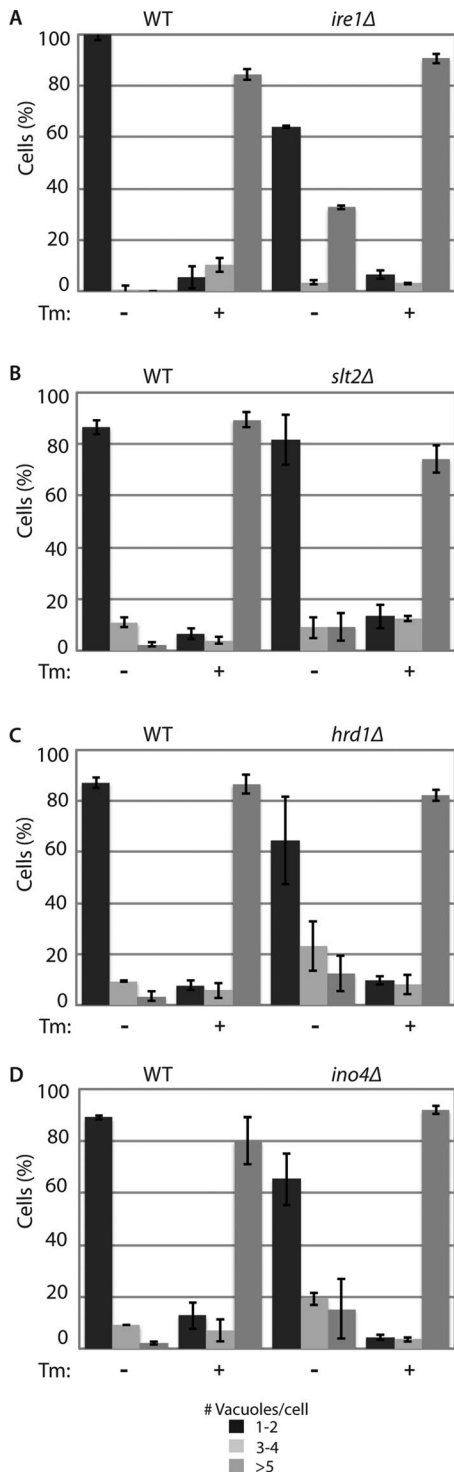 A
WT ire1Δ
Cells (%)
100
80
60
40
20
0
Tm: - + - +
B
WT slt2Δ
Cells (%)
100
80
60
40
20
0
Tm: - + - +
C
WT hrd1Δ
Cells (%)
100
80
60
40
20
0
Tm: - + - +
D
WT ino4Δ
Cells (%)
100
80
60
40
20
0
Tm: - + - +
# Vacuoles/cell
1-2
3-4
>5